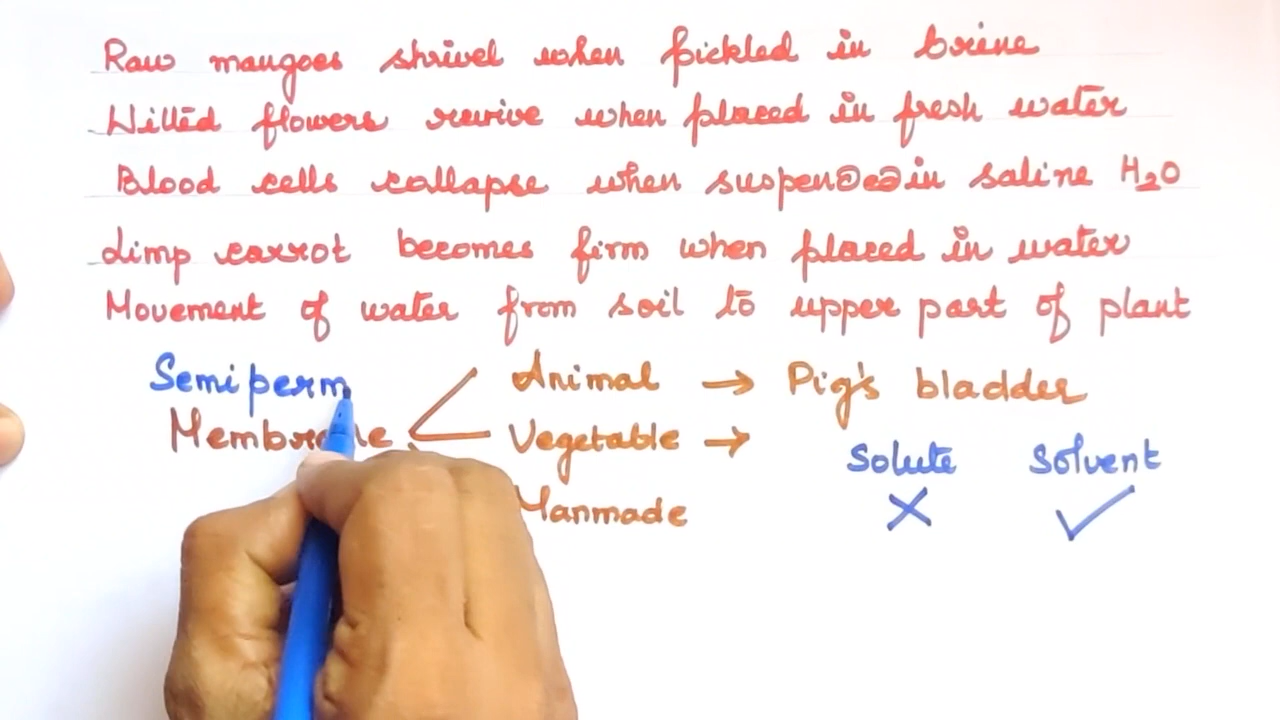 Raw mangoes shrivel when pickled in brine
Wilted flowers revive when placed in fresh water
Blood cells collapse when suspended in saline H₂O
Limp carrot becomes firm when placed in water
Movement of water from soil to upper part of plant
Semiperm Animal → Pig's bladder
Membrane Vegetable →
Solute Solvent
Manmade ✗ ✓